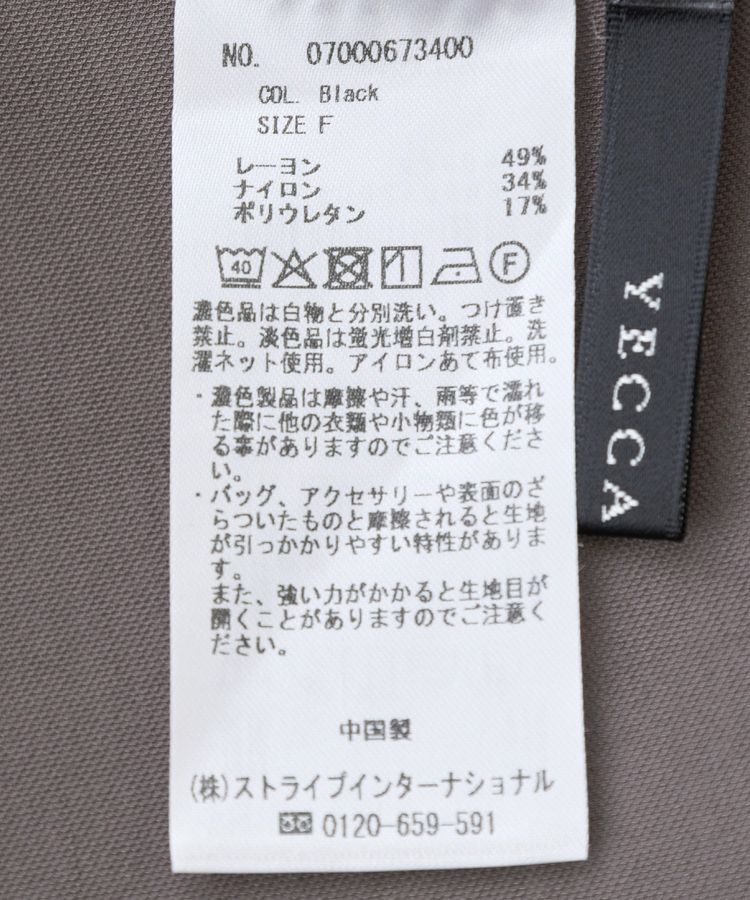 NO. 07000673400
COL. Black
SIZE F
レーヨン 49%
ナイロン 34%
ポリウレタン 17%
40 F
濃色品は白物と分別洗い。つけ置き
禁止。淡色品は蛍光増白剤禁止。洗
濯ネット使用。アイロンあて布使用。
・濃色製品は摩擦や汗、雨等で濡れ
た際に他の衣類や小物類に色が移
る事がありますのでご注意くださ
い。
・バッグ、アクセサリーや表面のざ
らついたものと摩擦されると生地
が引っかかりやすい特性がありま
す。
また、強い力がかかると生地目が
開くことがありますのでご注意く
ださい。
中国製
(株)ストライプインターナショナル
0120-659-591
YECCA